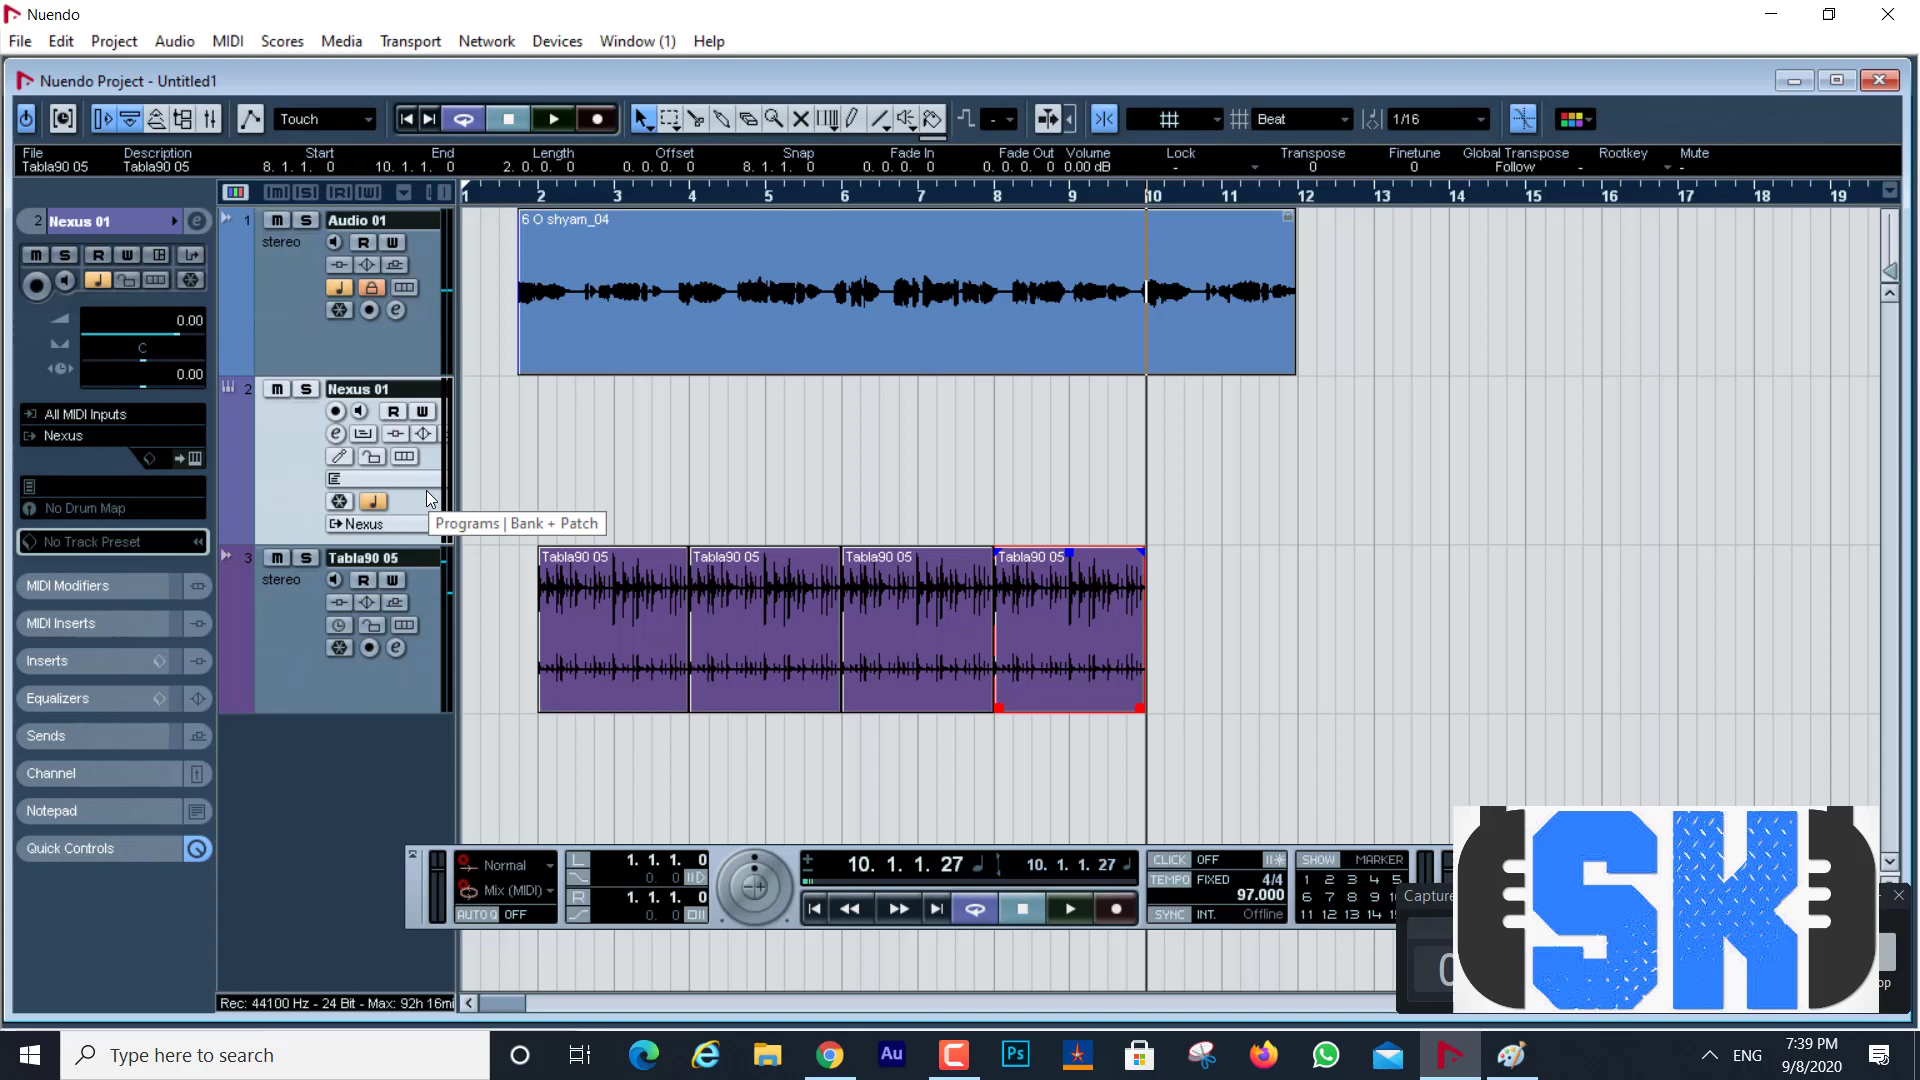 Nuendo
File Edit Project Audio MIDI Scores Media Transport Network Devices Window (1) Help
Nuendo Project - Untitled1
Touch - Beat 1/16
File Description Start End Length Offset Snap Fade In Fade Out Volume Lock Transpose Finetune Global Transpose Rootkey Mute
Tabla90 05 Tabla90 05 8. 1. 1. 0 10. 1. 1. 0 2. 0. 0. 0 0. 0. 0. 0 8. 1. 1. 0 0. 0. 0. 0 0. 0. 0. 0 0.00 dB - 0 0 Follow - -
1 2 3 4 5 6 7 8 9 10 11 12 13 14 15 16 17 18 19
2 Nexus 01
M S R W
0.00
C
0.00
All MIDI Inputs
Nexus
No Drum Map
No Track Preset
MIDI Modifiers
MIDI Inserts
Inserts
Equalizers
Sends
Channel
Notepad
Quick Controls
1 M S Audio 01
stereo R W
6 O shyam_04
2 M S Nexus 01
R W
Nexus
Programs | Bank + Patch
3 M S Tabla90 05
stereo R W
Tabla90 05 Tabla90 05 Tabla90 05 Tabla90 05
Normal
Mix (MIDI)
AUTO Q OFF
L 1. 1. 1. 0
0. 0
R 1. 1. 1. 0
0. 0
10. 1. 1. 27 10. 1. 1. 27
CLICK OFF
TEMPO FIXED 4/4
97.000
SYNC INT. Offline
SHOW MARKER
1 2 3 4 5
6 7 8 9
11 12 13 14
Capture
SK
Rec: 44100 Hz - 24 Bit - Max: 92h 16mi
Type here to search
Au
Ps
ENG
7:39 PM
9/8/2020